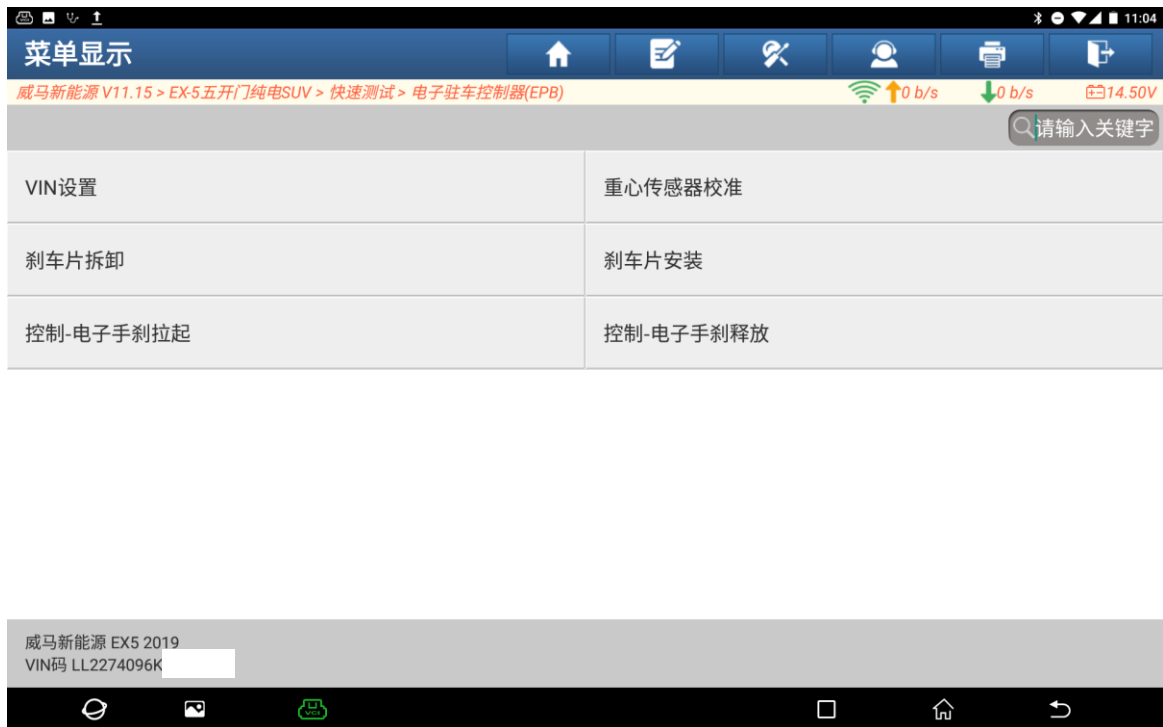 11:04
菜单显示
威马新能源 V11.15 > EX-5五开门纯电SUV > 快速测试 > 电子驻车控制器(EPB) 0 b/s 0 b/s 14.50V
请输入关键字
VIN设置 重心传感器校准
刹车片拆卸 刹车片安装
控制-电子手刹拉起 控制-电子手刹释放
威马新能源 EX5 2019
VIN码 LL2274096K
VCI